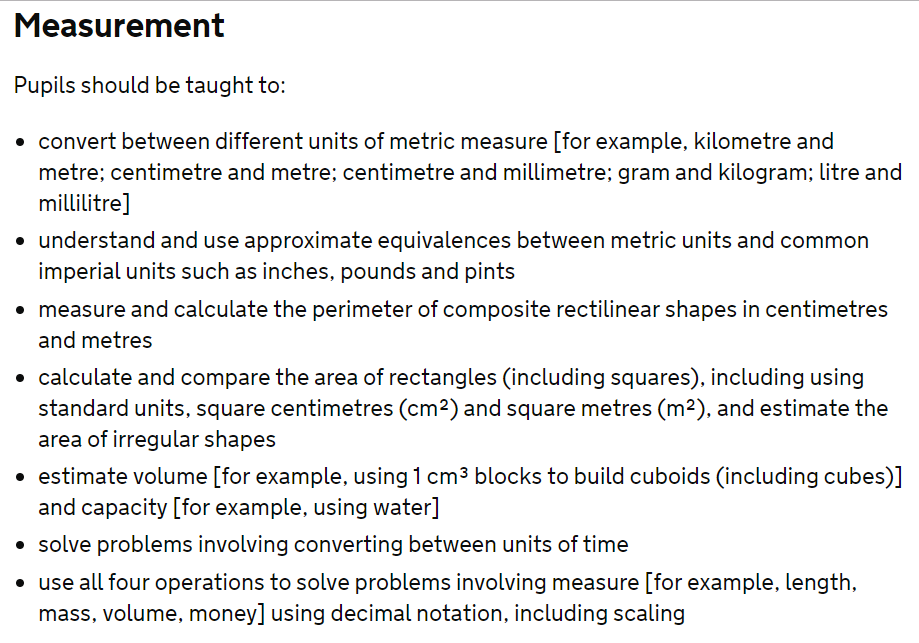 Measurement
Pupils should be taught to:
• convert between different units of metric measure [for example, kilometre and
metre; centimetre and metre; centimetre and millimetre; gram and kilogram; litre and
millilitre]
• understand and use approximate equivalences between metric units and common
imperial units such as inches, pounds and pints
• measure and calculate the perimeter of composite rectilinear shapes in centimetres
and metres
• calculate and compare the area of rectangles (including squares), including using
standard units, square centimetres (cm²) and square metres (m²), and estimate the
area of irregular shapes
• estimate volume [for example, using 1 cm³ blocks to build cuboids (including cubes)]
and capacity [for example, using water]
• solve problems involving converting between units of time
• use all four operations to solve problems involving measure [for example, length,
mass, volume, money] using decimal notation, including scaling